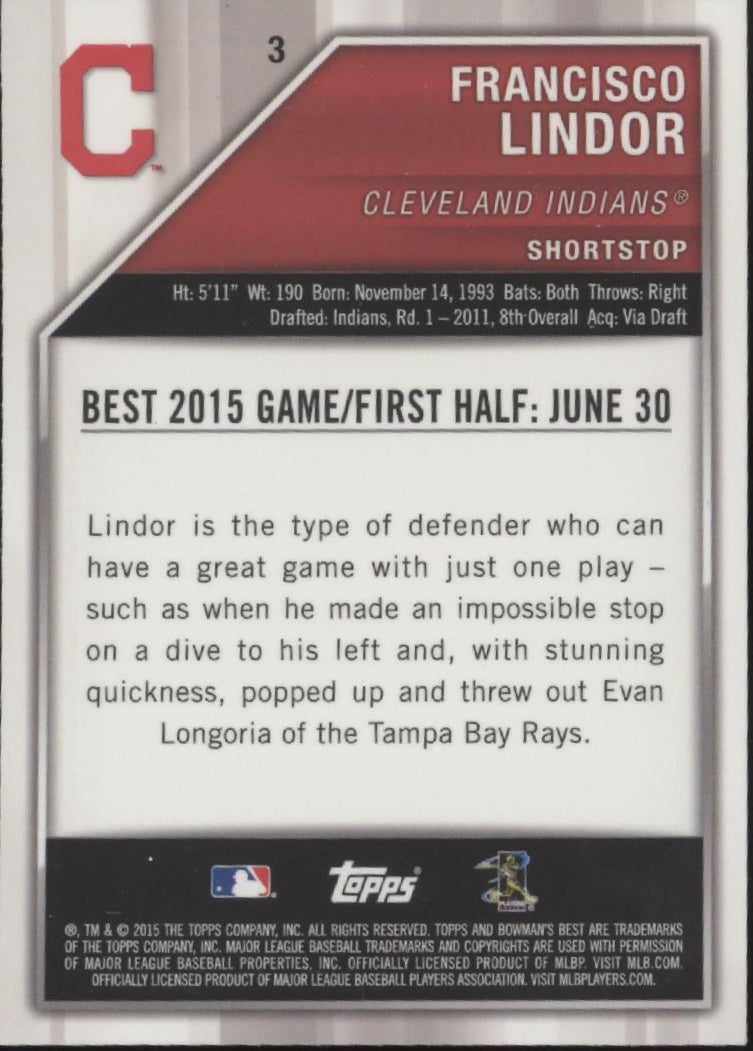 C
TM
3
FRANCISCO
LINDOR
CLEVELAND INDIANS®
SHORTSTOP
Ht: 5'11" Wt: 190 Born: November 14, 1993 Bats: Both Throws: Right
Drafted: Indians, Rd. 1 – 2011, 8th Overall Acq: Via Draft
BEST 2015 GAME/FIRST HALF: JUNE 30
Lindor is the type of defender who can
have a great game with just one play –
such as when he made an impossible stop
on a dive to his left and, with stunning
quickness, popped up and threw out Evan
Longoria of the Tampa Bay Rays.
topps®
®, TM & © 2015 THE TOPPS COMPANY, INC. ALL RIGHTS RESERVED. TOPPS AND BOWMAN'S BEST ARE TRADEMARKS
OF THE TOPPS COMPANY, INC. MAJOR LEAGUE BASEBALL TRADEMARKS AND COPYRIGHTS ARE USED WITH PERMISSION
OF MAJOR LEAGUE BASEBALL PROPERTIES, INC. OFFICIALLY LICENSED PRODUCT OF MLBP. VISIT MLB.COM.
OFFICIALLY LICENSED PRODUCT OF MAJOR LEAGUE BASEBALL PLAYERS ASSOCIATION. VISIT MLBPLAYERS.COM.